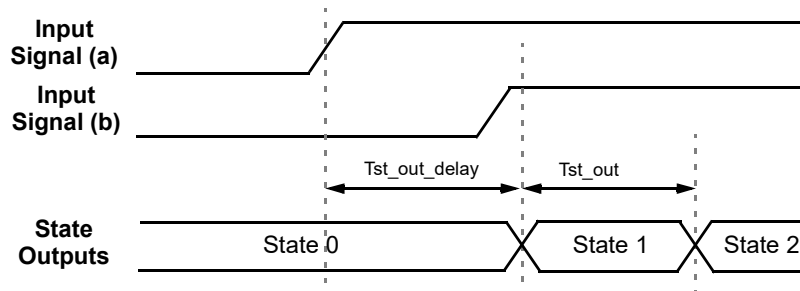 Input
Signal (a)
Input
Signal (b)
Tst_out_delay
Tst_out
State
Outputs
State 0
State 1
State 2